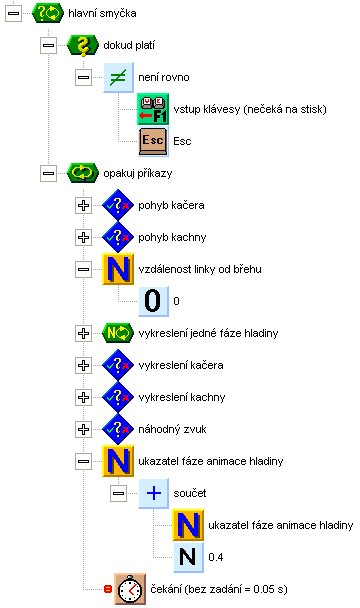 hlavní smyčka
dokud platí
není rovno
F1 vstup klávesy (nečeká na stisk)
Esc Esc
opakuj příkazy
pohyb kačera
pohyb kachny
N vzdálenost linky od břehu
0 0
N vykreslení jedné fáze hladiny
vykreslení kačera
vykreslení kachny
náhodný zvuk
N ukazatel fáze animace hladiny
+ součet
N ukazatel fáze animace hladiny
N 0.4
čekání (bez zadání = 0.05 s)